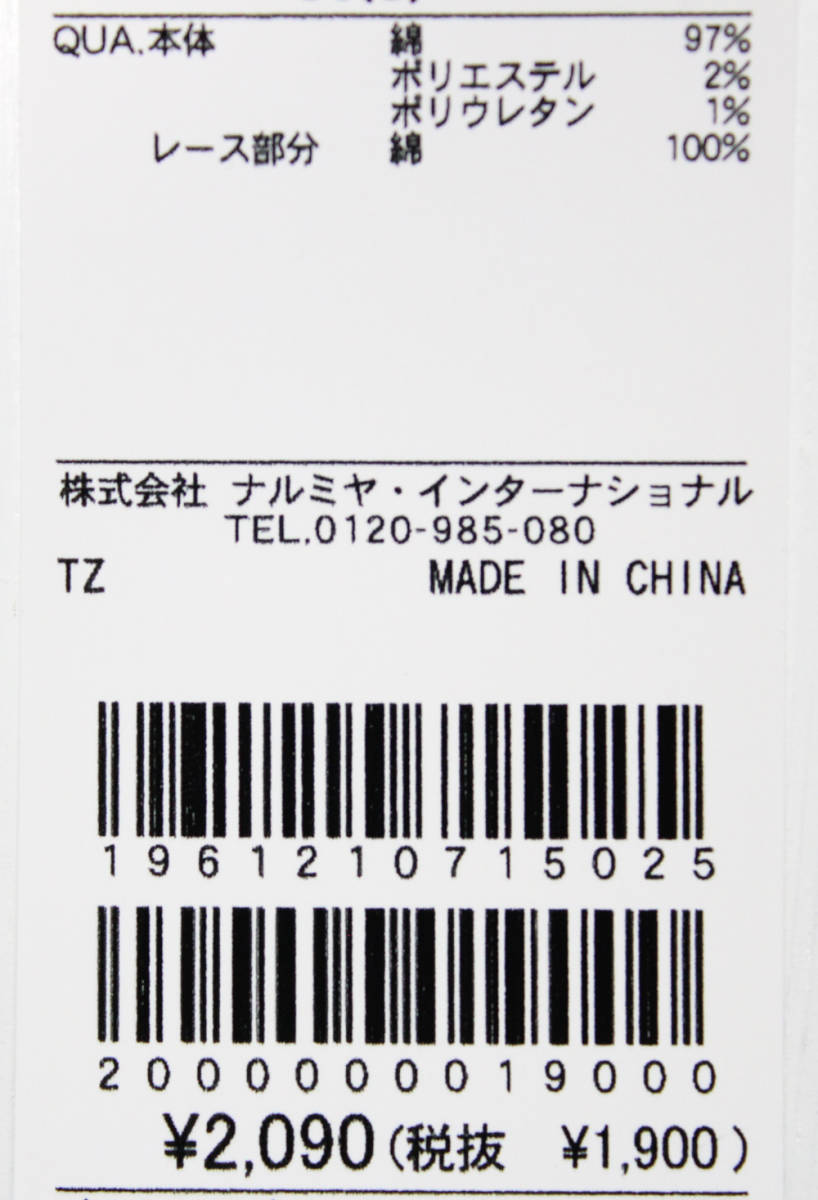 QUA.本体 綿 97%
ポリエステル 2%
ポリウレタン 1%
レース部分 綿 100%
株式会社 ナルミヤ・インターナショナル
TEL.0120-985-080
TZ MADE IN CHINA
1961210715025
2000000019000
¥2,090(税抜 ¥1,900)